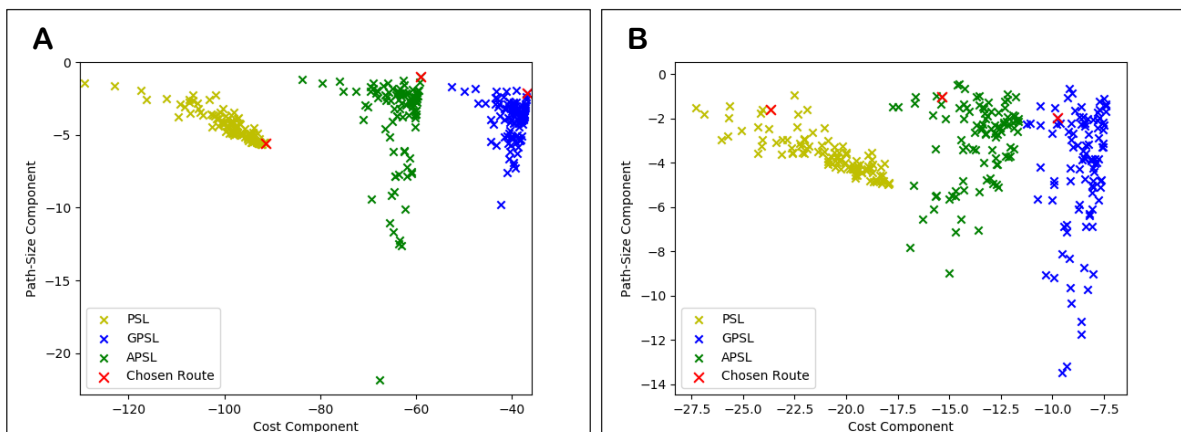 A
0
−5
−10
−15
−20
Path-Size Component
PSL
GPSL
APSL
Chosen Route
−120
−100
−80
−60
−40
Cost Component
B
0
−2
−4
−6
−8
−10
−12
−14
Path-Size Component
PSL
GPSL
APSL
Chosen Route
−27.5
−25.0
−22.5
−20.0
−17.5
−15.0
−12.5
−10.0
−7.5
Cost Component